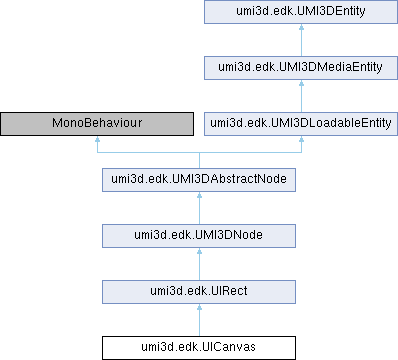 umi3d.edk.UMI3DEntity
umi3d.edk.UMI3DMediaEntity
MonoBehaviour
umi3d.edk.UMI3DLoadableEntity
umi3d.edk.UMI3DAbstractNode
umi3d.edk.UMI3DNode
umi3d.edk.UIRect
umi3d.edk.UICanvas